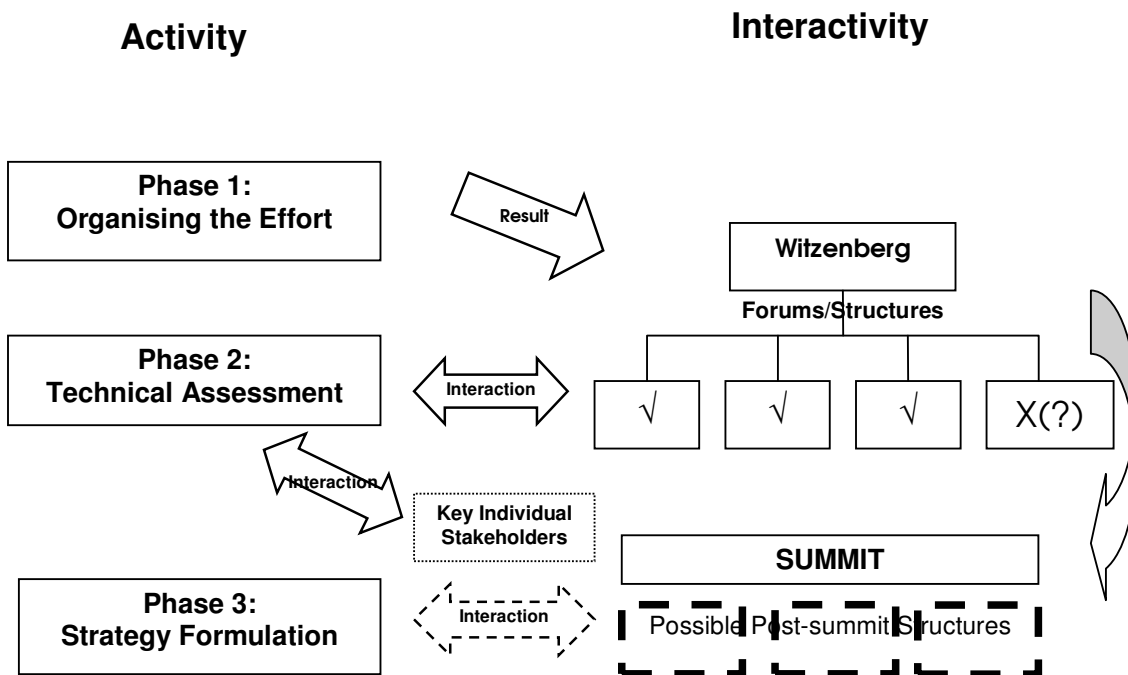 Activity
Interactivity
Phase 1:
Organising the Effort
Result
Witzenberg
Forums/Structures
Phase 2:
Technical Assessment
Interaction
√
√
√
X(?)
Interaction
Key Individual
Stakeholders
SUMMIT
Phase 3:
Strategy Formulation
Interaction
Possible Post-summit Structures